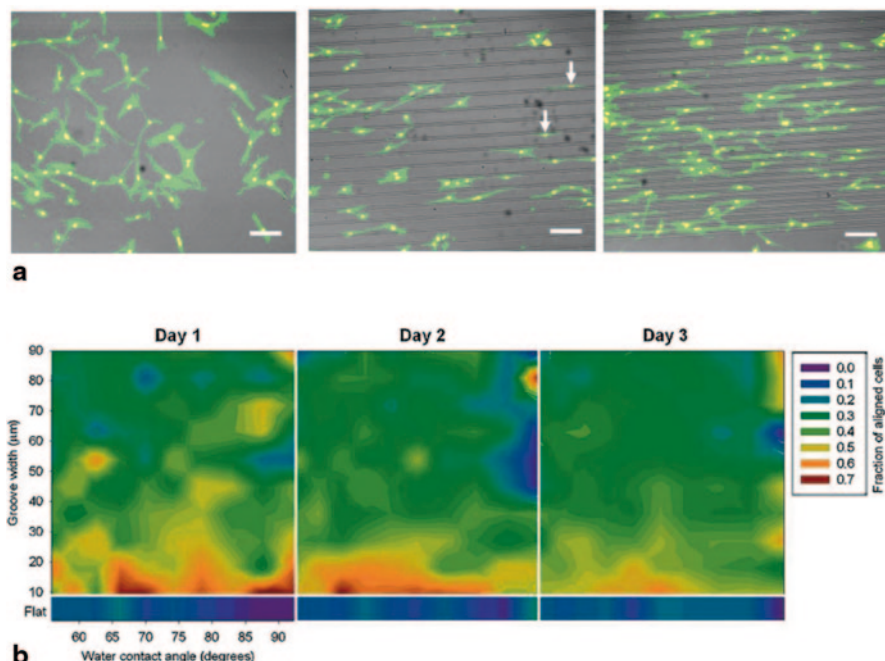 a
Day 1
Day 2
Day 3
Groove width (µm)
90
80
70
60
50
40
30
20
10
Flat
60
65
70
75
80
85
90
Water contact angle (degrees)
0.0
0.1
0.2
0.3
0.4
0.5
0.6
0.7
Fraction of aligned cells
b